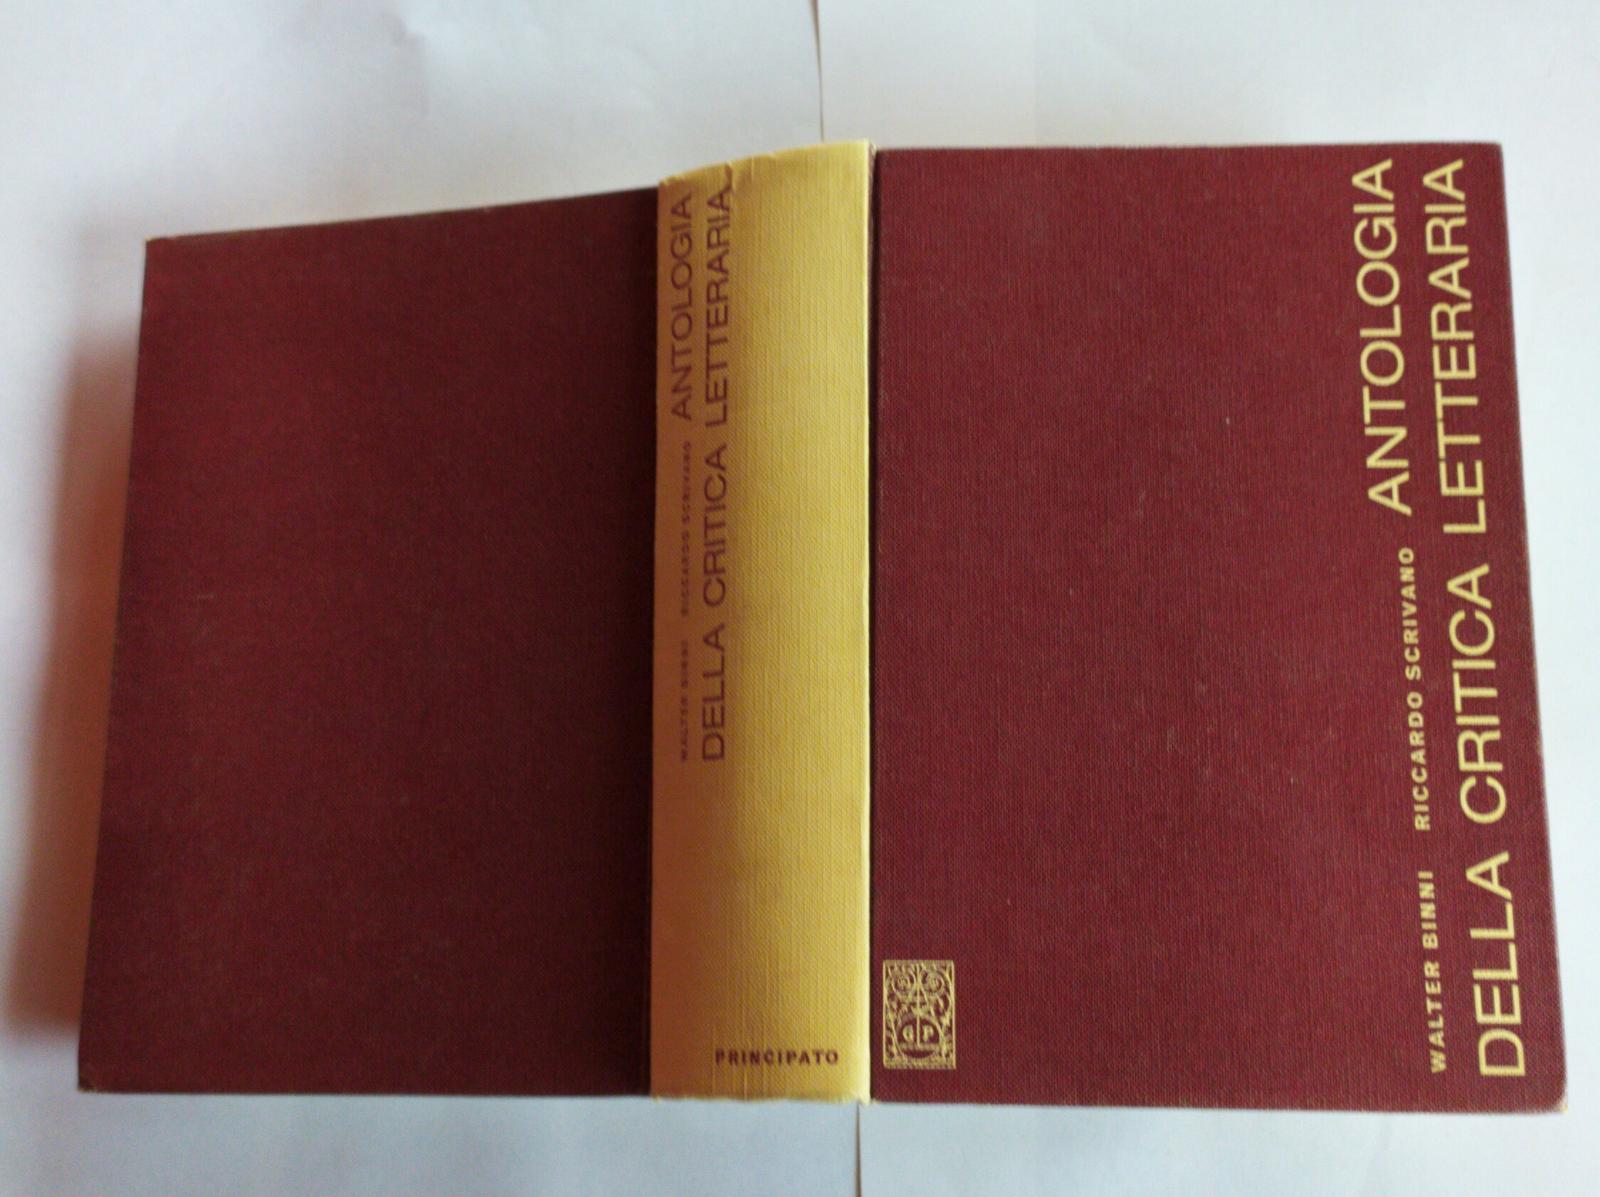 WALTER BINNI RICCARDO SCRIVANO ANTOLOGIA
DELLA CRITICA LETTERARIA
PRINCIPATO
WALTER BINNI RICCARDO SCRIVANO ANTOLOGIA
DELLA CRITICA LETTERARIA
G P